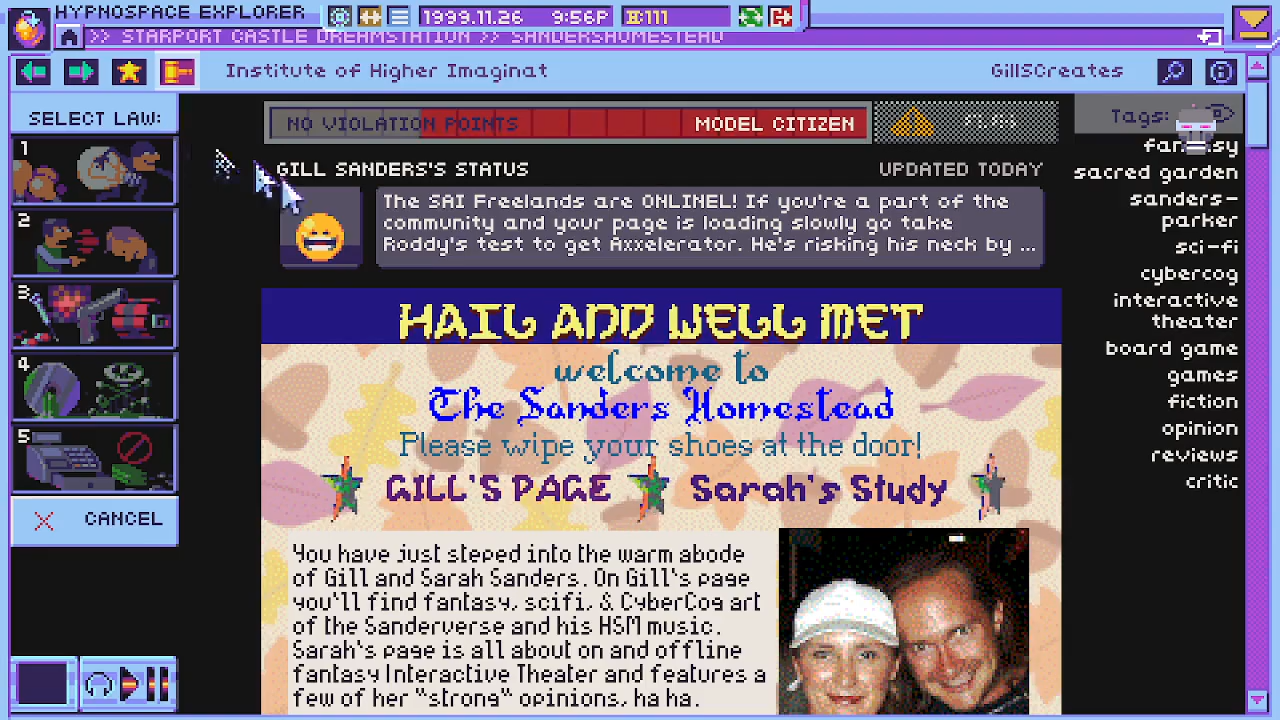 HYPNOSPACE EXPLORER
1999.11.26 9:56P
:111
>> STARPORT CASTLE DREAMSTATION >> SANDERSHOMESTEAD
Institute of Higher Imaginat
GillSCreates
SELECT LAW:
1
2
3
4
5
CANCEL
NO VIOLATION POINTS
MODEL CITIZEN
FLAG
GILL SANDERS'S STATUS
UPDATED TODAY
The SAI Freelands are ONLINE! If you're a part of the
community and your page is loading slowly go take
Roddy's test to get Axxelerator. He's risking his neck by ...
HAIL AND WELL MET
welcome to
The Sanders Homestead
Please wipe your shoes at the door!
GILL'S PAGE
Sarah's Study
You have just steped into the warm abode
of Gill and Sarah Sanders. On Gill's page
you'll find fantasy, scifi, & CyberCog art
of the Sanderverse and his HSM music.
Sarah's page is all about on and offline
fantasy Interactive Theater and features a
few of her "strong" opinions, ha ha.
Tags:
fantasy
sacred garden
sanders-
parker
sci-fi
cybercog
interactive
theater
board game
games
fiction
opinion
reviews
critic